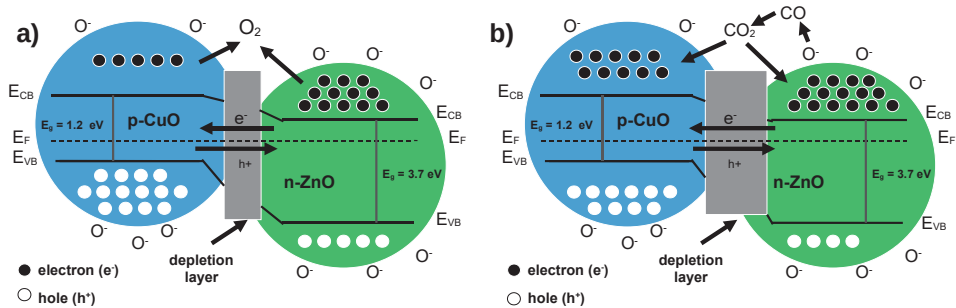 a)
O⁻ O⁻ O₂ O⁻
O⁻
E_CB
p-CuO
E_g = 1.2 eV
E_F
E_VB
e⁻
h+
E_CB
E_F
n-ZnO
E_g = 3.7 eV
E_VB
O⁻ O⁻
O⁻ O⁻
O⁻
O⁻
depletion
layer
electron (e⁻)
hole (h⁺)
b)
O⁻ O⁻ CO₂ CO
O⁻ O⁻
O⁻
E_CB
p-CuO
E_g = 1.2 eV
E_F
E_VB
e⁻
h+
E_CB
E_F
n-ZnO
E_g = 3.7 eV
E_VB
O⁻ O⁻
O⁻ O⁻
O⁻
O⁻
depletion
layer
electron (e⁻)
hole (h⁺)